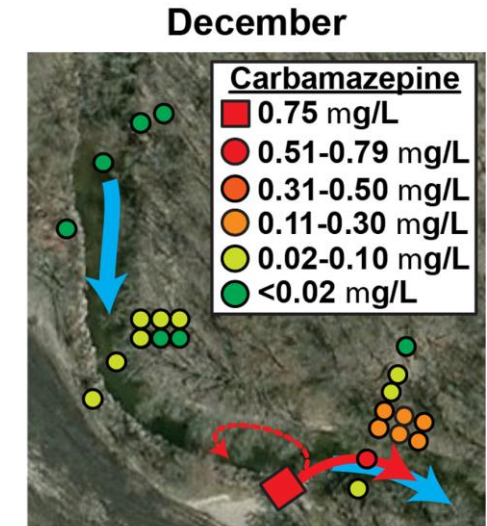 December
Carbamazepine
0.75 mg/L
0.51-0.79 mg/L
0.31-0.50 mg/L
0.11-0.30 mg/L
0.02-0.10 mg/L
<0.02 mg/L